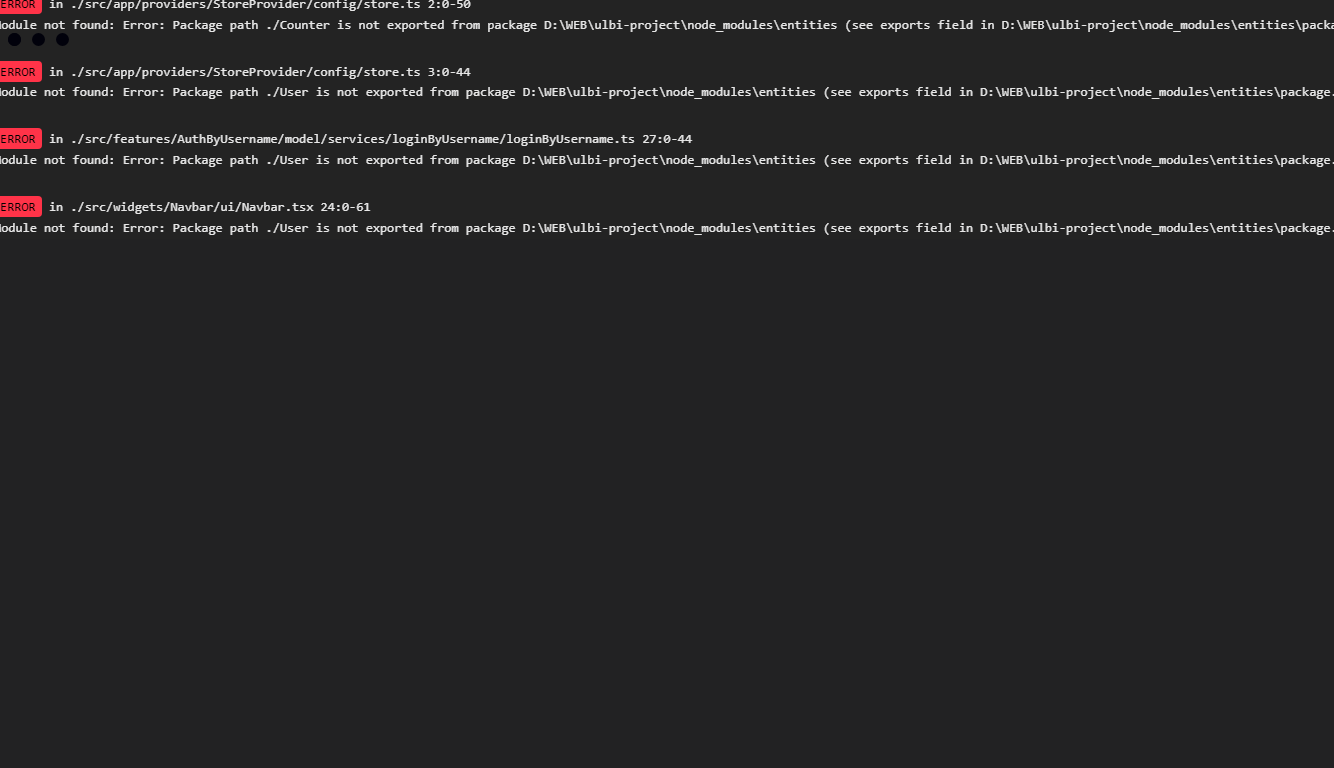 ERROR in ./src/app/providers/StoreProvider/config/store.ts 2:0-50
Module not found: Error: Package path ./Counter is not exported from package D:\WEB\ulbi-project\node_modules\entities (see exports field in D:\WEB\ulbi-project\node_modules\entities\packa
ERROR in ./src/app/providers/StoreProvider/config/store.ts 3:0-44
Module not found: Error: Package path ./User is not exported from package D:\WEB\ulbi-project\node_modules\entities (see exports field in D:\WEB\ulbi-project\node_modules\entities\package.
ERROR in ./src/features/AuthByUsername/model/services/loginByUsername/loginByUsername.ts 27:0-44
Module not found: Error: Package path ./User is not exported from package D:\WEB\ulbi-project\node_modules\entities (see exports field in D:\WEB\ulbi-project\node_modules\entities\package.
ERROR in ./src/widgets/Navbar/ui/Navbar.tsx 24:0-61
Module not found: Error: Package path ./User is not exported from package D:\WEB\ulbi-project\node_modules\entities (see exports field in D:\WEB\ulbi-project\node_modules\entities\package.